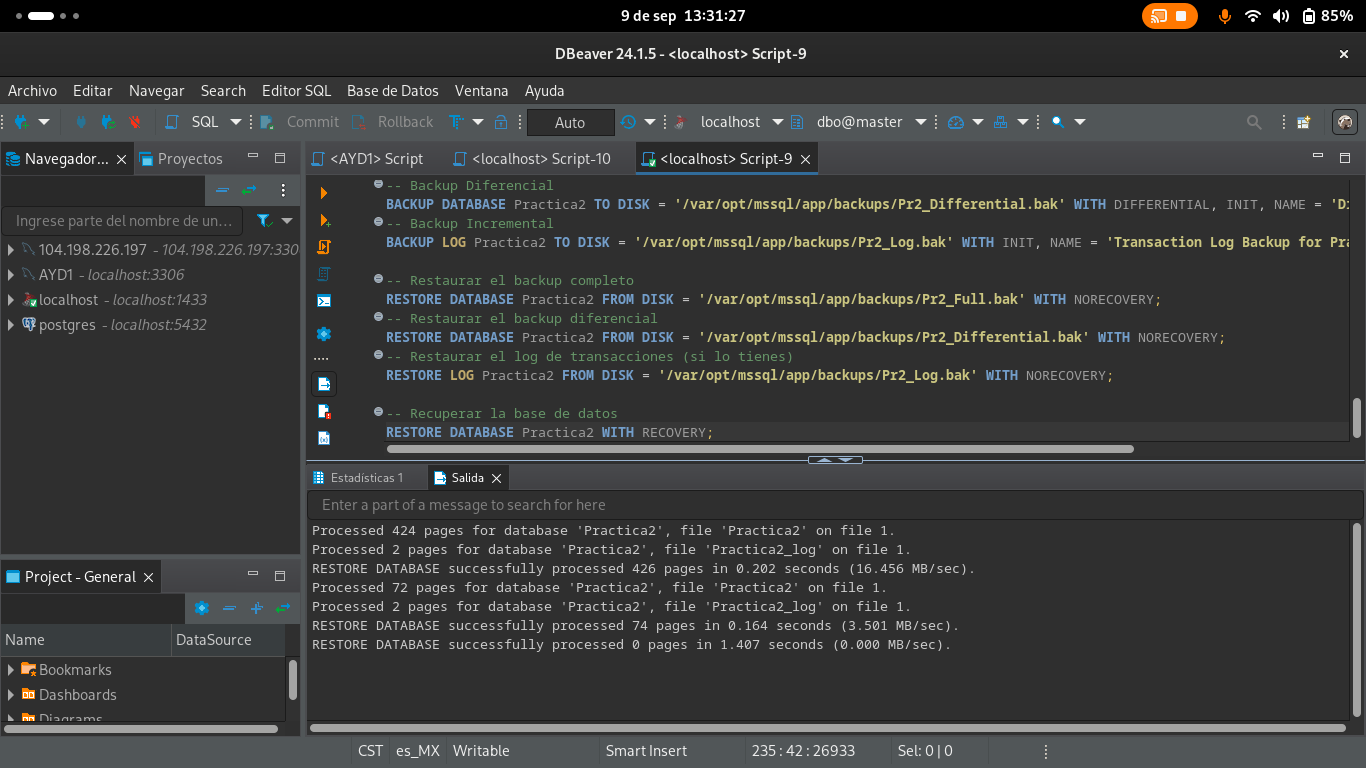 9 de sep 13:31:27
85%
DBeaver 24.1.5 - <localhost> Script-9
Archivo Editar Navegar Search Editor SQL Base de Datos Ventana Ayuda
SQL Commit Rollback Auto localhost dbo@master
Navegador... Proyectos
<AYD1> Script <localhost> Script-10 <localhost> Script-9
Ingrese parte del nombre de un...
104.198.226.197 - 104.198.226.197:330
AYD1 - localhost:3306
localhost - localhost:1433
postgres - localhost:5432
-- Backup Diferencial
BACKUP DATABASE Practica2 TO DISK = '/var/opt/mssql/app/backups/Pr2_Differential.bak' WITH DIFFERENTIAL, INIT, NAME = 'Di
-- Backup Incremental
BACKUP LOG Practica2 TO DISK = '/var/opt/mssql/app/backups/Pr2_Log.bak' WITH INIT, NAME = 'Transaction Log Backup for Pra
-- Restaurar el backup completo
RESTORE DATABASE Practica2 FROM DISK = '/var/opt/mssql/app/backups/Pr2_Full.bak' WITH NORECOVERY;
-- Restaurar el backup diferencial
RESTORE DATABASE Practica2 FROM DISK = '/var/opt/mssql/app/backups/Pr2_Differential.bak' WITH NORECOVERY;
-- Restaurar el log de transacciones (si lo tienes)
RESTORE LOG Practica2 FROM DISK = '/var/opt/mssql/app/backups/Pr2_Log.bak' WITH NORECOVERY;
-- Recuperar la base de datos
RESTORE DATABASE Practica2 WITH RECOVERY;
Estadísticas 1 Salida
Enter a part of a message to search for here
Processed 424 pages for database 'Practica2', file 'Practica2' on file 1.
Processed 2 pages for database 'Practica2', file 'Practica2_log' on file 1.
RESTORE DATABASE successfully processed 426 pages in 0.202 seconds (16.456 MB/sec).
Processed 72 pages for database 'Practica2', file 'Practica2' on file 1.
Processed 2 pages for database 'Practica2', file 'Practica2_log' on file 1.
RESTORE DATABASE successfully processed 74 pages in 0.164 seconds (3.501 MB/sec).
RESTORE DATABASE successfully processed 0 pages in 1.407 seconds (0.000 MB/sec).
Project - General
Name DataSource
Bookmarks
Dashboards
Diagrams
CST es_MX Writable Smart Insert 235 : 42 : 26933 Sel: 0 | 0